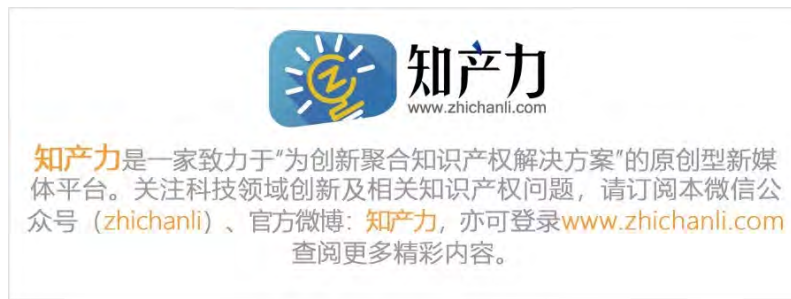 知产力
www.zhichanli.com
知产力是一家致力于“为创新聚合知识产权解决方案”的原创型新媒
体平台。关注科技领域创新及相关知识产权问题，请订阅本微信公
众号（zhichanli）、官方微博：知产力，亦可登录www.zhichanli.com
查阅更多精彩内容。